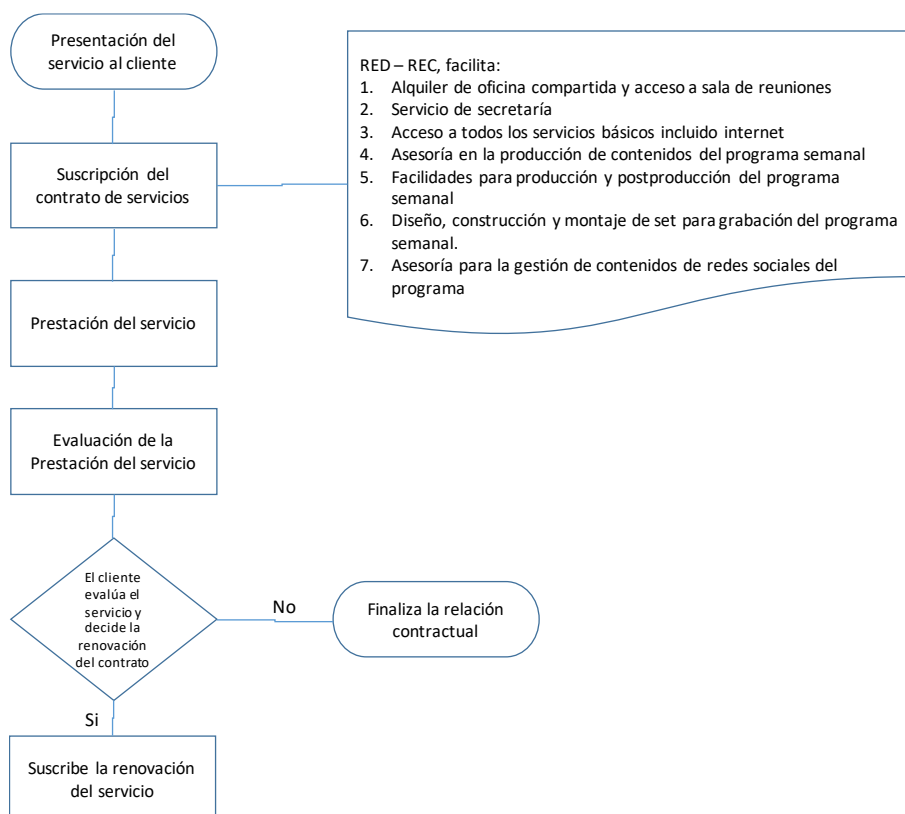 Presentación del
servicio al cliente
RED – REC, facilita:
1. Alquiler de oficina compartida y acceso a sala de reuniones
2. Servicio de secretaría
3. Acceso a todos los servicios básicos incluido internet
4. Asesoría en la producción de contenidos del programa semanal
5. Facilidades para producción y postproducción del programa
semanal
6. Diseño, construcción y montaje de set para grabación del programa
semanal.
7. Asesoría para la gestión de contenidos de redes sociales del
programa
Suscripción del
contrato de servicios
Prestación del servicio
Evaluación de la
Prestación del servicio
El cliente
evalúa el
servicio y
decide la
renovación
del contrato
No
Finaliza la relación
contractual
Si
Suscribe la renovación
del servicio